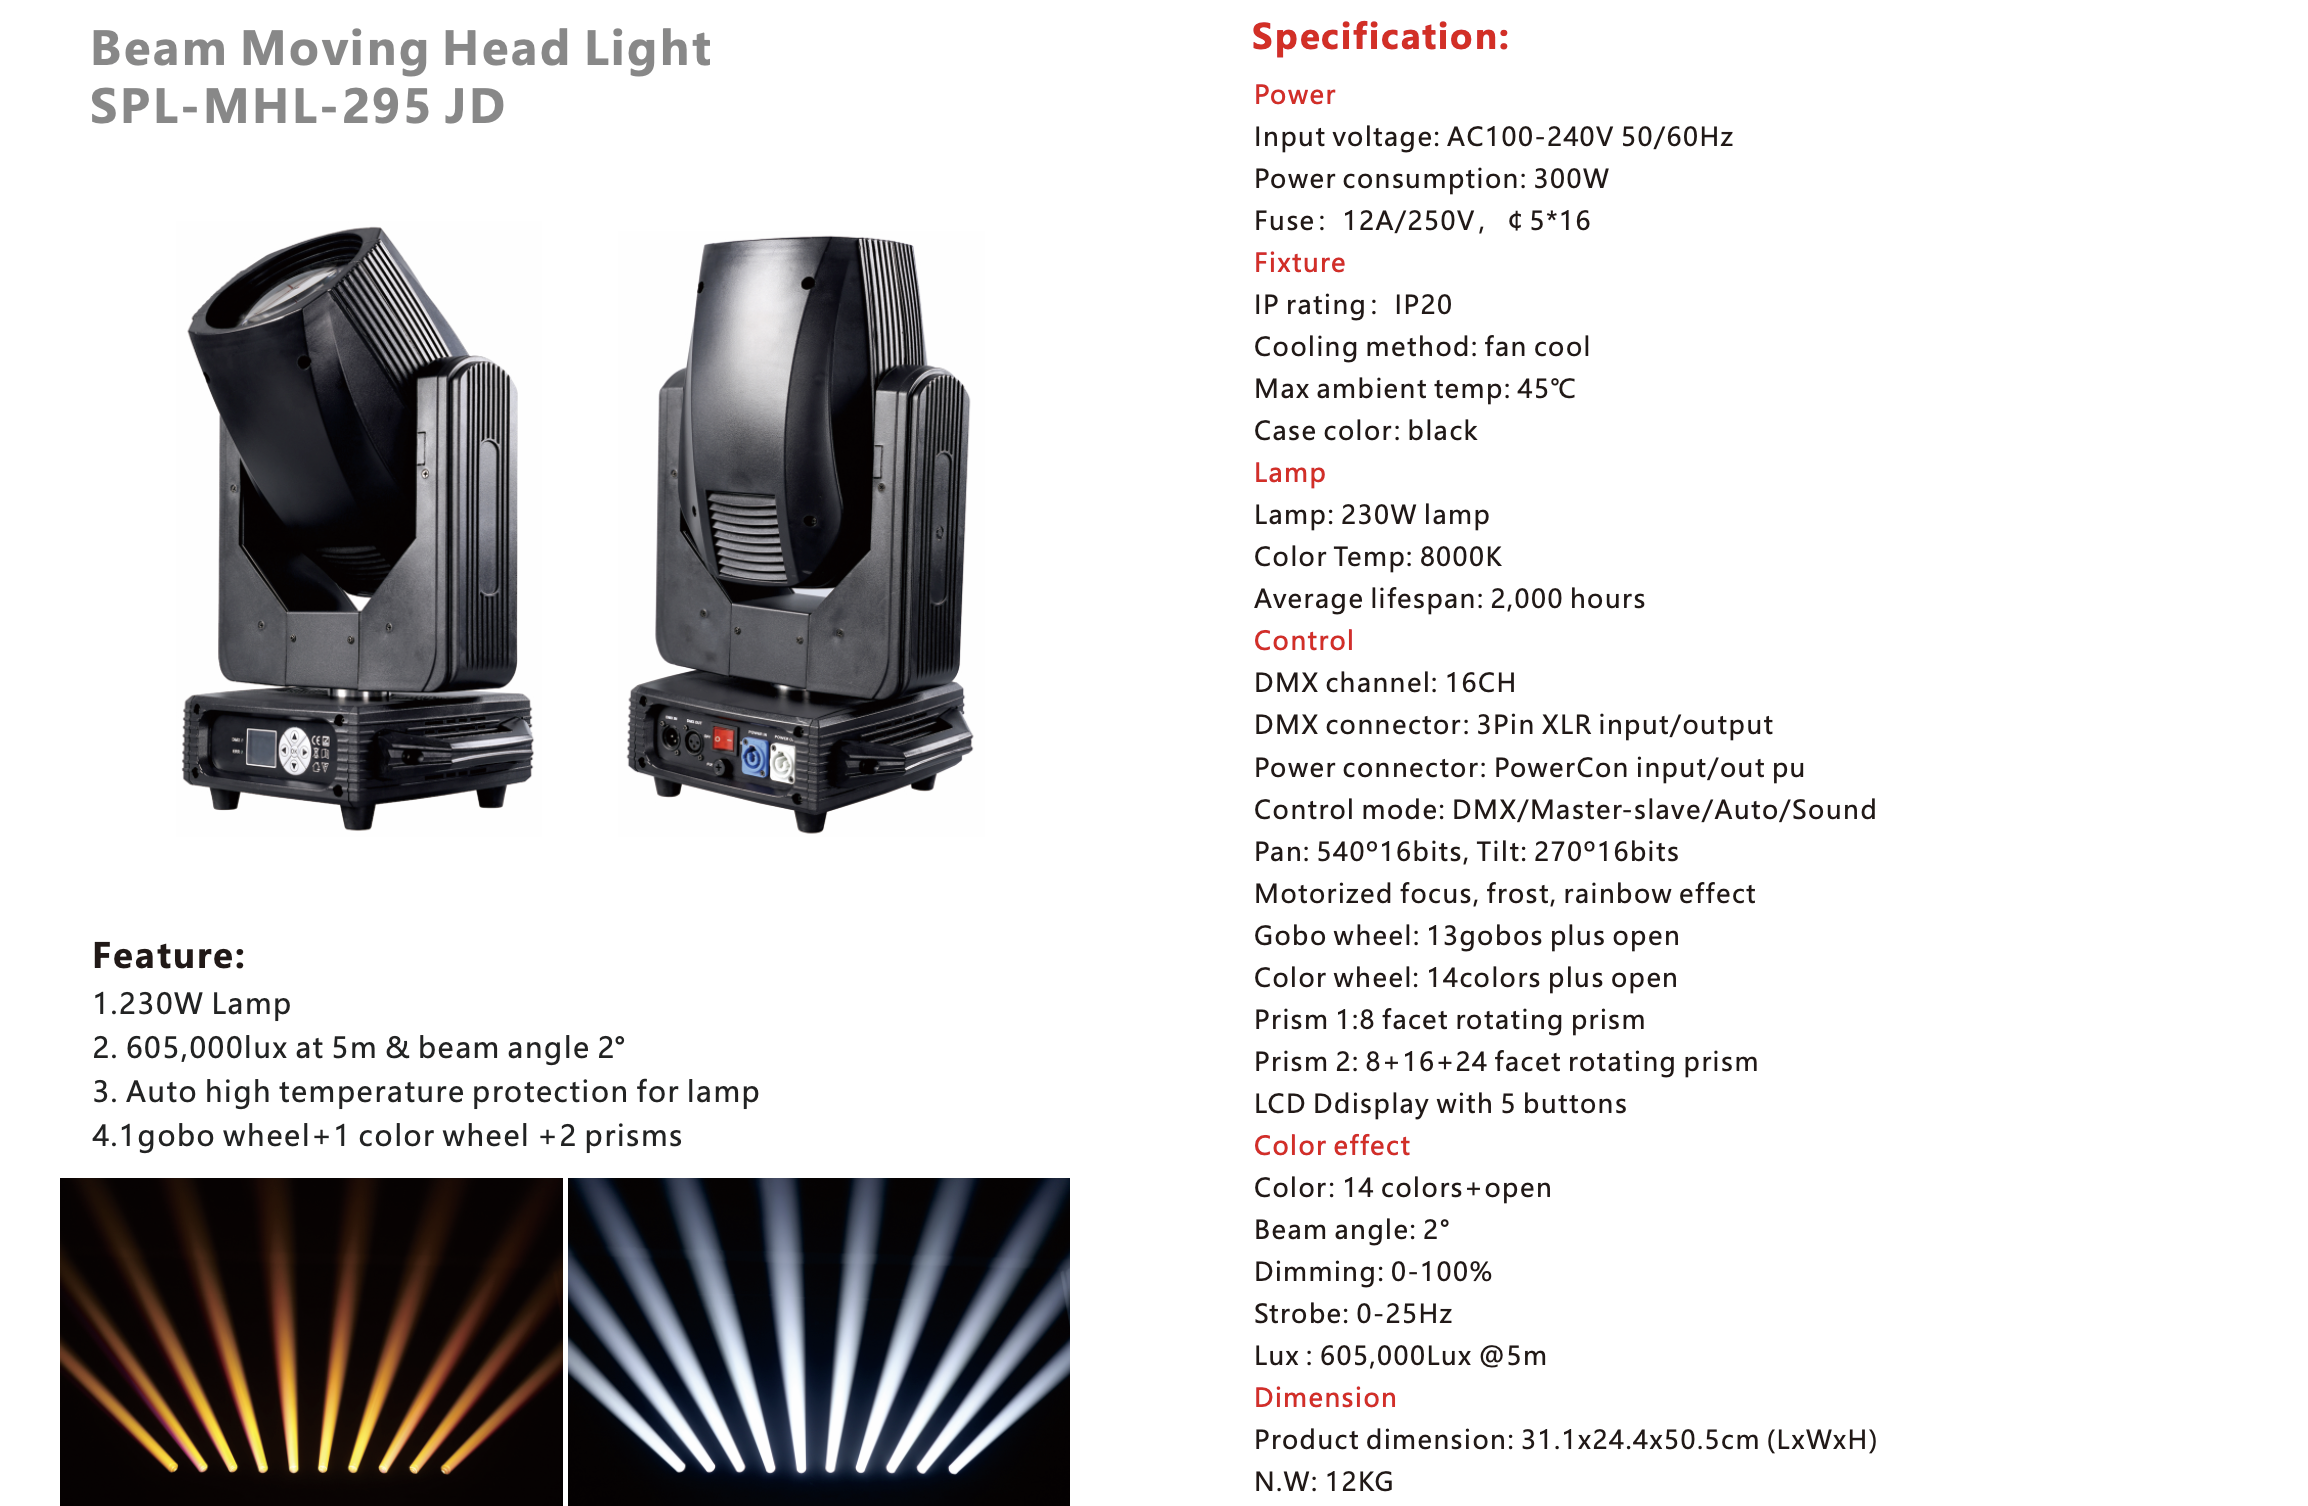 Beam Moving Head Light
SPL-MHL-295 JD
Feature:
1.230W Lamp
2. 605,000lux at 5m & beam angle 2°
3. Auto high temperature protection for lamp
4.1gobo wheel+1 color wheel +2 prisms
Specification:
Power
Input voltage: AC100-240V 50/60Hz
Power consumption: 300W
Fuse: 12A/250V, ¢ 5*16
Fixture
IP rating: IP20
Cooling method: fan cool
Max ambient temp: 45℃
Case color: black
Lamp
Lamp: 230W lamp
Color Temp: 8000K
Average lifespan: 2,000 hours
Control
DMX channel: 16CH
DMX connector: 3Pin XLR input/output
Power connector: PowerCon input/out pu
Control mode: DMX/Master-slave/Auto/Sound
Pan: 540°16bits, Tilt: 270°16bits
Motorized focus, frost, rainbow effect
Gobo wheel: 13gobos plus open
Color wheel: 14colors plus open
Prism 1:8 facet rotating prism
Prism 2: 8+16+24 facet rotating prism
LCD Ddisplay with 5 buttons
Color effect
Color: 14 colors+open
Beam angle: 2°
Dimming: 0-100%
Strobe: 0-25Hz
Lux : 605,000Lux @5m
Dimension
Product dimension: 31.1x24.4x50.5cm (LxWxH)
N.W: 12KG